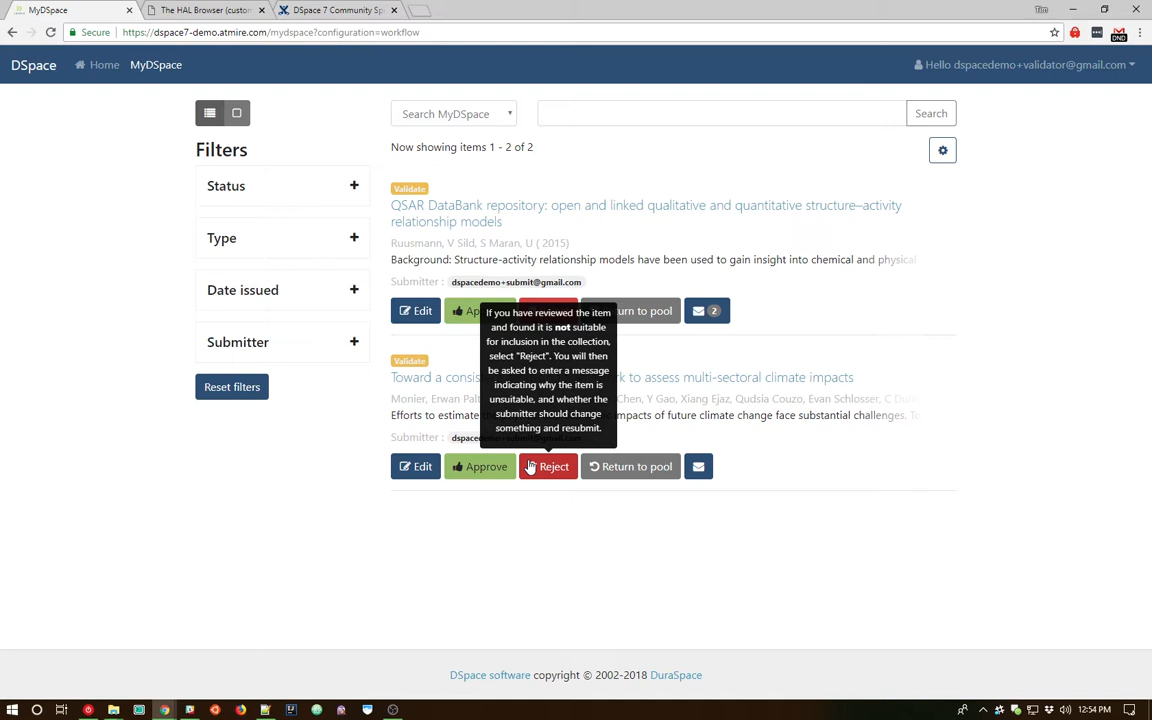 MyDSpace
The HAL Browser (custom
DSpace 7 Community Sp
Tim
Secure
https://dspace7-demo.atmire.com/mydspace?configuration=workflow
DND
DSpace
Home
MyDSpace
Hello dspacedemo+validator@gmail.com
Search MyDSpace
Search
Now showing items 1 - 2 of 2
Filters
Status
Type
Date issued
Submitter
Reset filters
Validate
QSAR DataBank repository: open and linked qualitative and quantitative structure–activity
relationship models
Ruusmann, V Sild, S Maran, U ( 2015)
Background: Structure-activity relationship models have been used to gain insight into chemical and physical
Submitter : dspacedemo+submit@gmail.com
Edit
to pool
2
If you have reviewed the item
and found it is not suitable
for inclusion in the collection,
select "Reject". You will then
be asked to enter a message
indicating why the item is
unsuitable, and whether the
submitter should change
something and resubmit.
Validate
Toward a to assess multi-sectoral climate impacts
Monier, Erwan Chen, Y Gao, Xiang Ejaz, Qudsia Couzo, Evan Schlosser, C
Efforts to estimate impacts of future climate change face substantial challenges.
Submitter : dspacedemo+submit@gmail.com
Edit
Approve
Reject
Return to pool
DSpace software copyright © 2002-2018 DuraSpace
12:54 PM